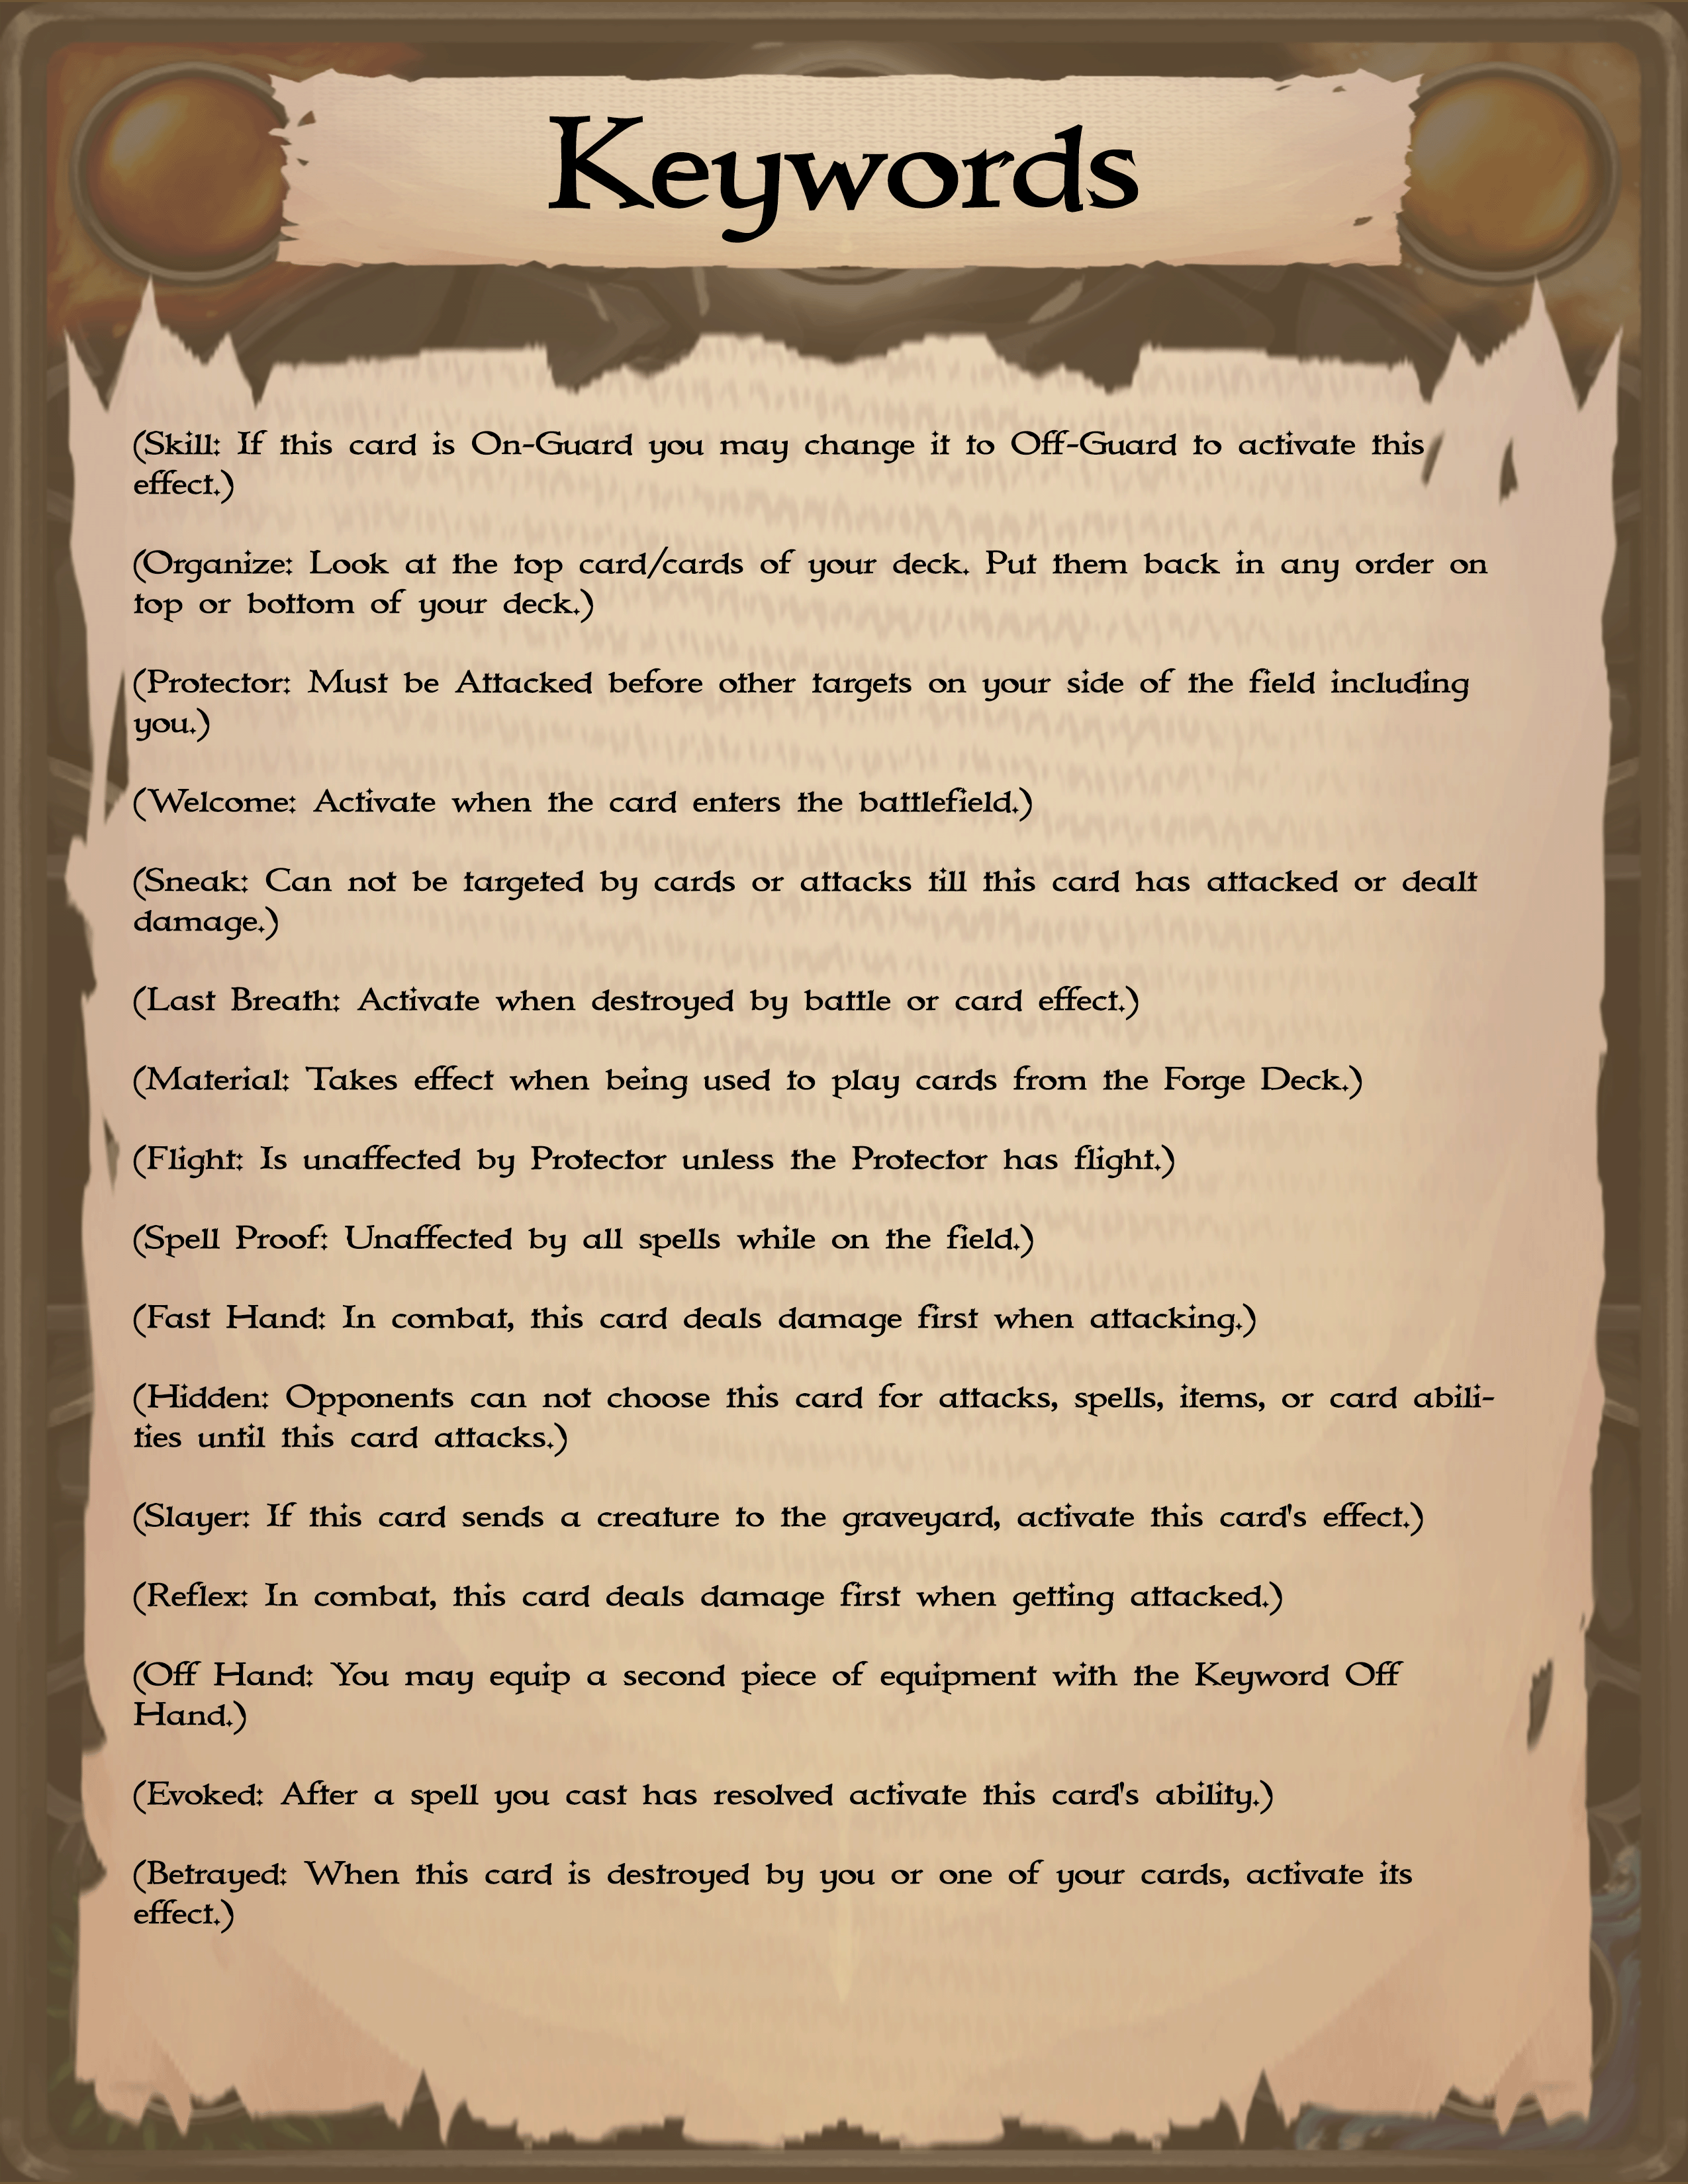 Keywords
(Skill: If this card is On-Guard you may change it to Off-Guard to activate this
effect.)
(Organize: Look at the top card/cards of your deck. Put them back in any order on
top or bottom of your deck.)
(Protector: Must be Attacked before other targets on your side of the field including
you.)
(Welcome: Activate when the card enters the battlefield.)
(Sneak: Can not be targeted by cards or attacks till this card has attacked or dealt
damage.)
(Last Breath: Activate when destroyed by battle or card effect.)
(Material: Takes effect when being used to play cards from the Forge Deck.)
(Flight: Is unaffected by Protector unless the Protector has flight.)
(Spell Proof: Unaffected by all spells while on the field.)
(Fast Hand: In combat, this card deals damage first when attacking.)
(Hidden: Opponents can not choose this card for attacks, spells, items, or card abili-
ties until this card attacks.)
(Slayer: If this card sends a creature to the graveyard, activate this card's effect.)
(Reflex: In combat, this card deals damage first when getting attacked.)
(Off Hand: You may equip a second piece of equipment with the Keyword Off
Hand.)
(Evoked: After a spell you cast has resolved activate this card's ability.)
(Betrayed: When this card is destroyed by you or one of your cards, activate its
effect.)